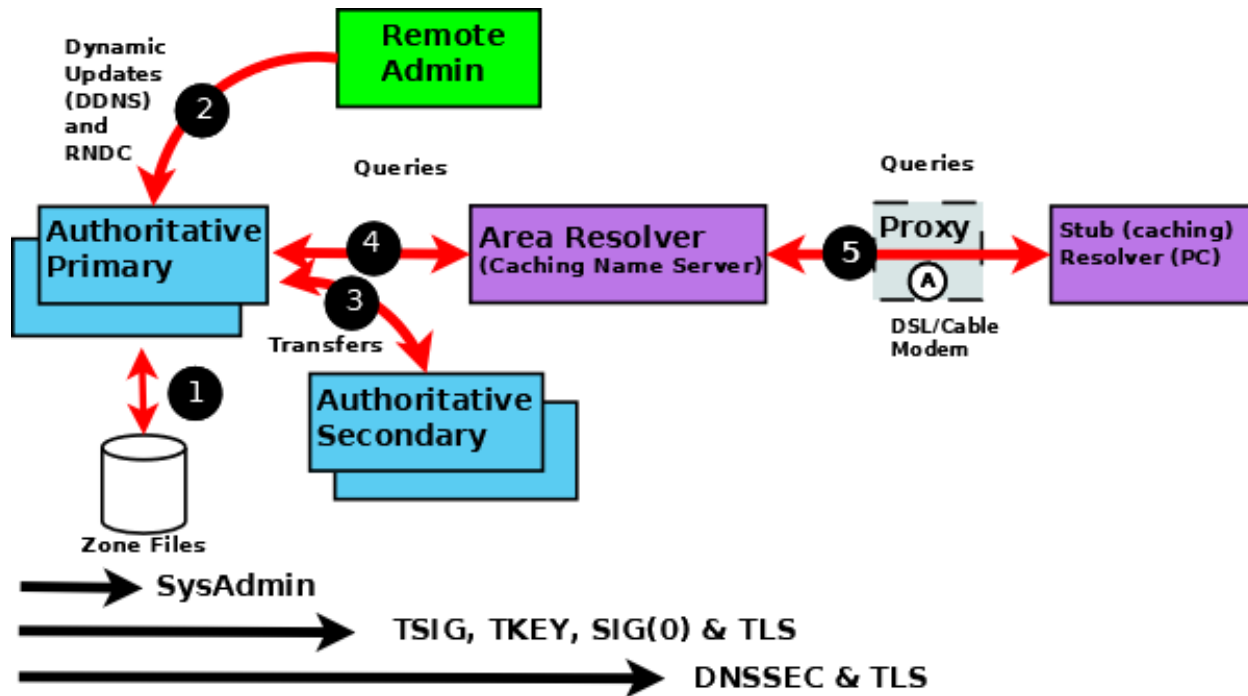 Dynamic
Updates
(DDNS)
and
RNDC
2
Remote
Admin
Queries
Queries
Authoritative
Primary
4
Area Resolver
(Caching Name Server)
5
Proxy
A
DSL/Cable
Modem
Stub (caching)
Resolver (PC)
3
Transfers
1
Authoritative
Secondary
Zone Files
SysAdmin
TSIG, TKEY, SIG(0) & TLS
DNSSEC & TLS